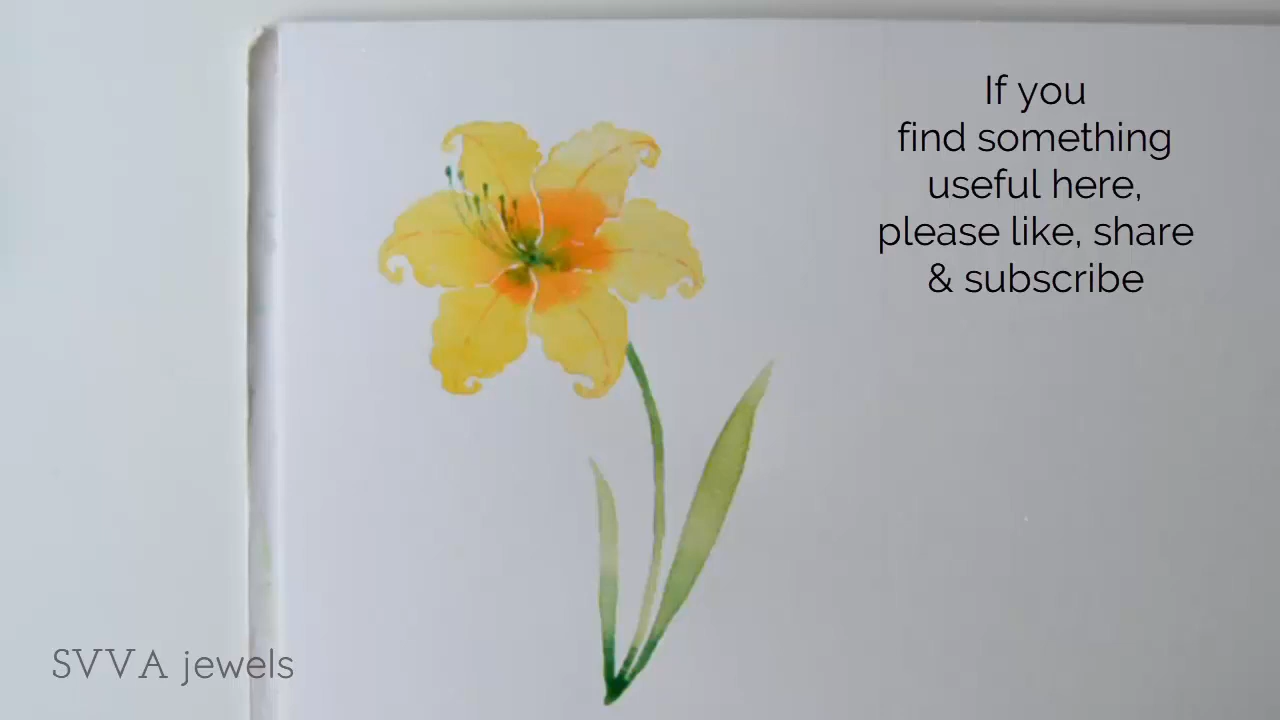 If you
find something
useful here,
please like, share
& subscribe
SVVA jewels